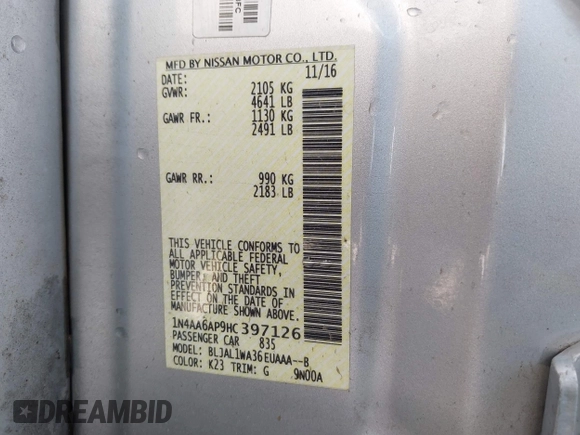 FC
MFD BY NISSAN MOTOR CO., LTD.
DATE: 11/16
GVWR: 2105 KG
4641 LB
GAWR FR.: 1130 KG
2491 LB
GAWR RR.: 990 KG
2183 LB
THIS VEHICLE CONFORMS TO
ALL APPLICABLE FEDERAL
MOTOR VEHICLE SAFETY,
BUMPER, AND THEFT
PREVENTION STANDARDS IN
EFFECT ON THE DATE OF
MANUFACTURE SHOWN ABOVE.
1N4AA6AP9HC397126
PASSENGER CAR 835
MODEL: BLJAL1WA36EUAAA--B
COLOR: K23 TRIM: G 9N00A
DREAMBID